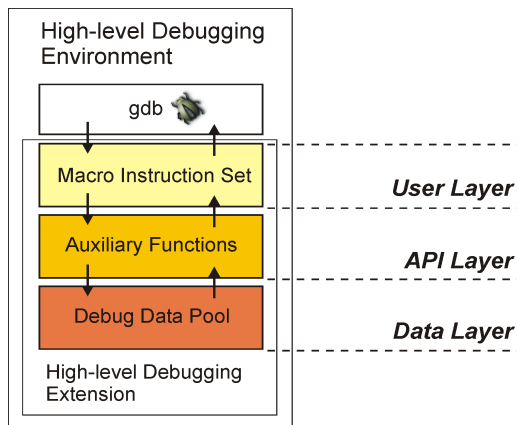 High-level Debugging
Environment
gdb
Macro Instruction Set
User Layer
Auxiliary Functions
API Layer
Debug Data Pool
Data Layer
High-level Debugging
Extension